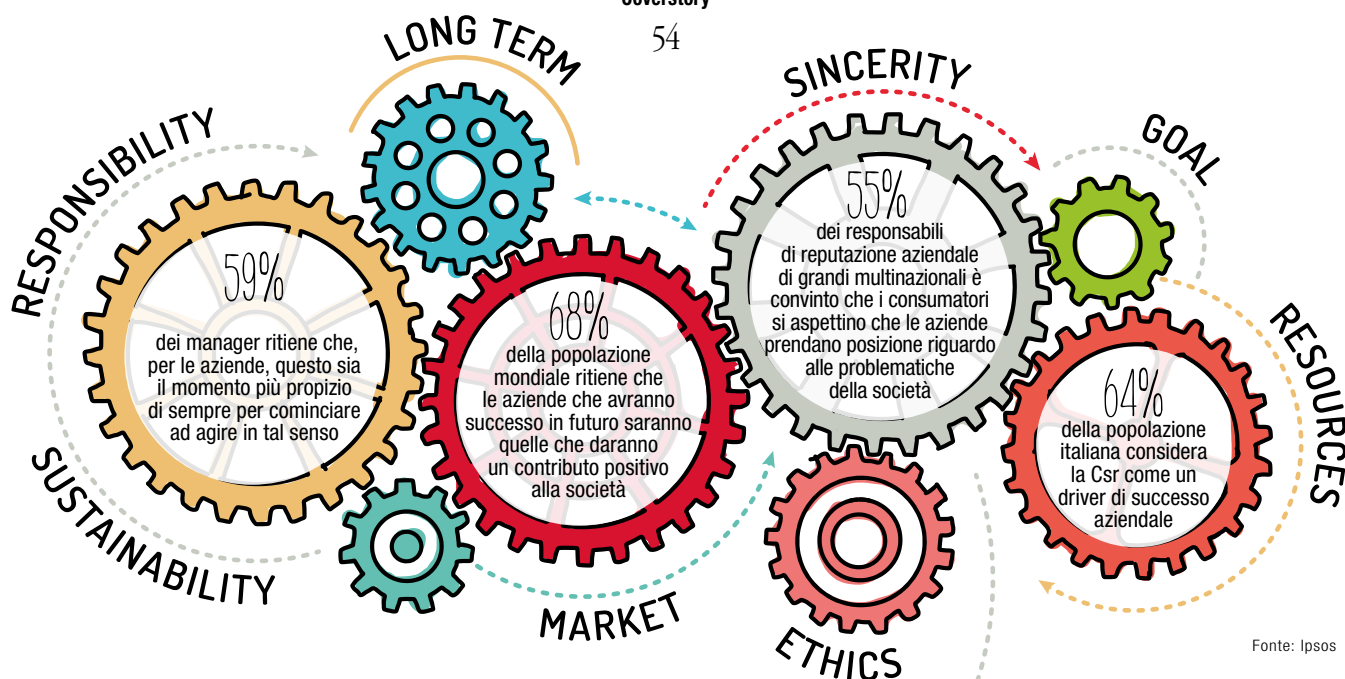 Coverstory
54
LONG TERM
RESPONSIBILITY
SUSTAINABILITY
59%
dei manager ritiene che,
per le aziende, questo sia
il momento più propizio
di sempre per cominciare
ad agire in tal senso
68%
della popolazione
mondiale ritiene che
le aziende che avranno
successo in futuro saranno
quelle che daranno
un contributo positivo
alla società
MARKET
SINCERITY
55%
dei responsabili
di reputazione aziendale
di grandi multinazionali è
convinto che i consumatori
si aspettino che le aziende
prendano posizione riguardo
alle problematiche
della società
ETHICS
GOAL
RESOURCES
64%
della popolazione
italiana considera
la Csr come un
driver di successo
aziendale
Fonte: Ipsos